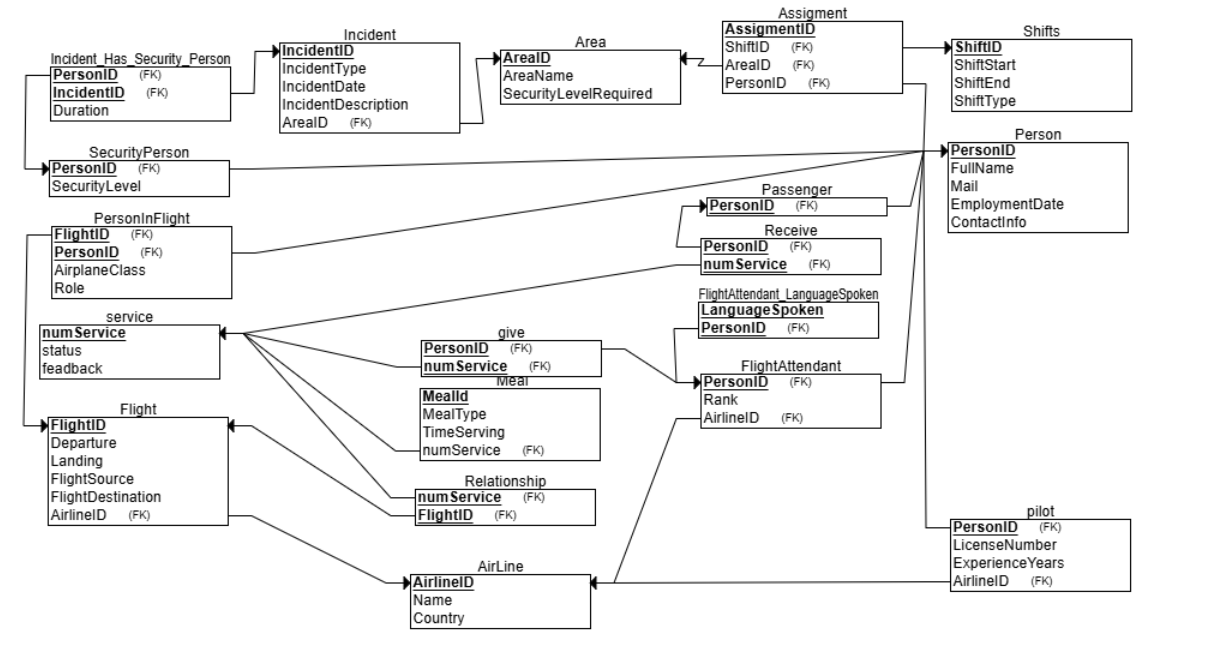 Incident_Has_Security_Person
PersonID (FK)
IncidentID (FK)
Duration
Incident
IncidentID
IncidentType
IncidentDate
IncidentDescription
AreaID (FK)
Area
AreaID
AreaName
SecurityLevelRequired
Assigment
AssigmentID
ShiftID (FK)
AreaID (FK)
PersonID (FK)
Shifts
ShiftID
ShiftStart
ShiftEnd
ShiftType
SecurityPerson
PersonID (FK)
SecurityLevel
Person
PersonID
FullName
Mail
EmploymentDate
ContactInfo
Passenger
PersonID (FK)
PersonInFlight
FlightID (FK)
PersonID (FK)
AirplaneClass
Role
Receive
PersonID (FK)
numService (FK)
FlightAttendant_LanguageSpoken
LanguageSpoken
PersonID (FK)
service
numService
status
feadback
give
PersonID (FK)
numService (FK)
Meal
MealId
MealType
TimeServing
numService (FK)
FlightAttendant
PersonID (FK)
Rank
AirlineID (FK)
Flight
FlightID
Departure
Landing
FlightSource
FlightDestination
AirlineID (FK)
Relationship
numService (FK)
FlightID (FK)
pilot
PersonID (FK)
LicenseNumber
ExperienceYears
AirlineID (FK)
AirLine
AirlineID
Name
Country